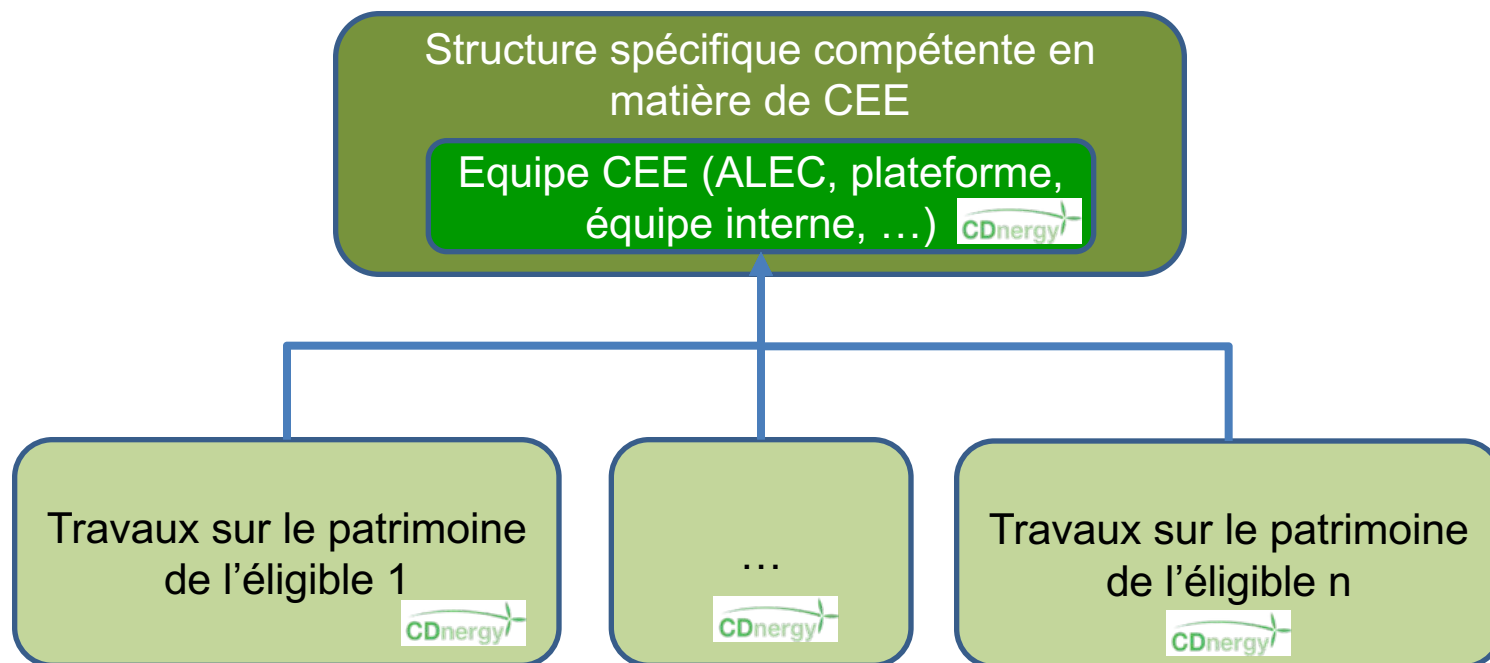 Structure spécifique compétente en
matière de CEE
Equipe CEE (ALEC, plateforme,
équipe interne, …)
CDnergy
Travaux sur le patrimoine
de l’éligible 1
CDnergy
…
CDnergy
Travaux sur le patrimoine
de l’éligible n
CDnergy